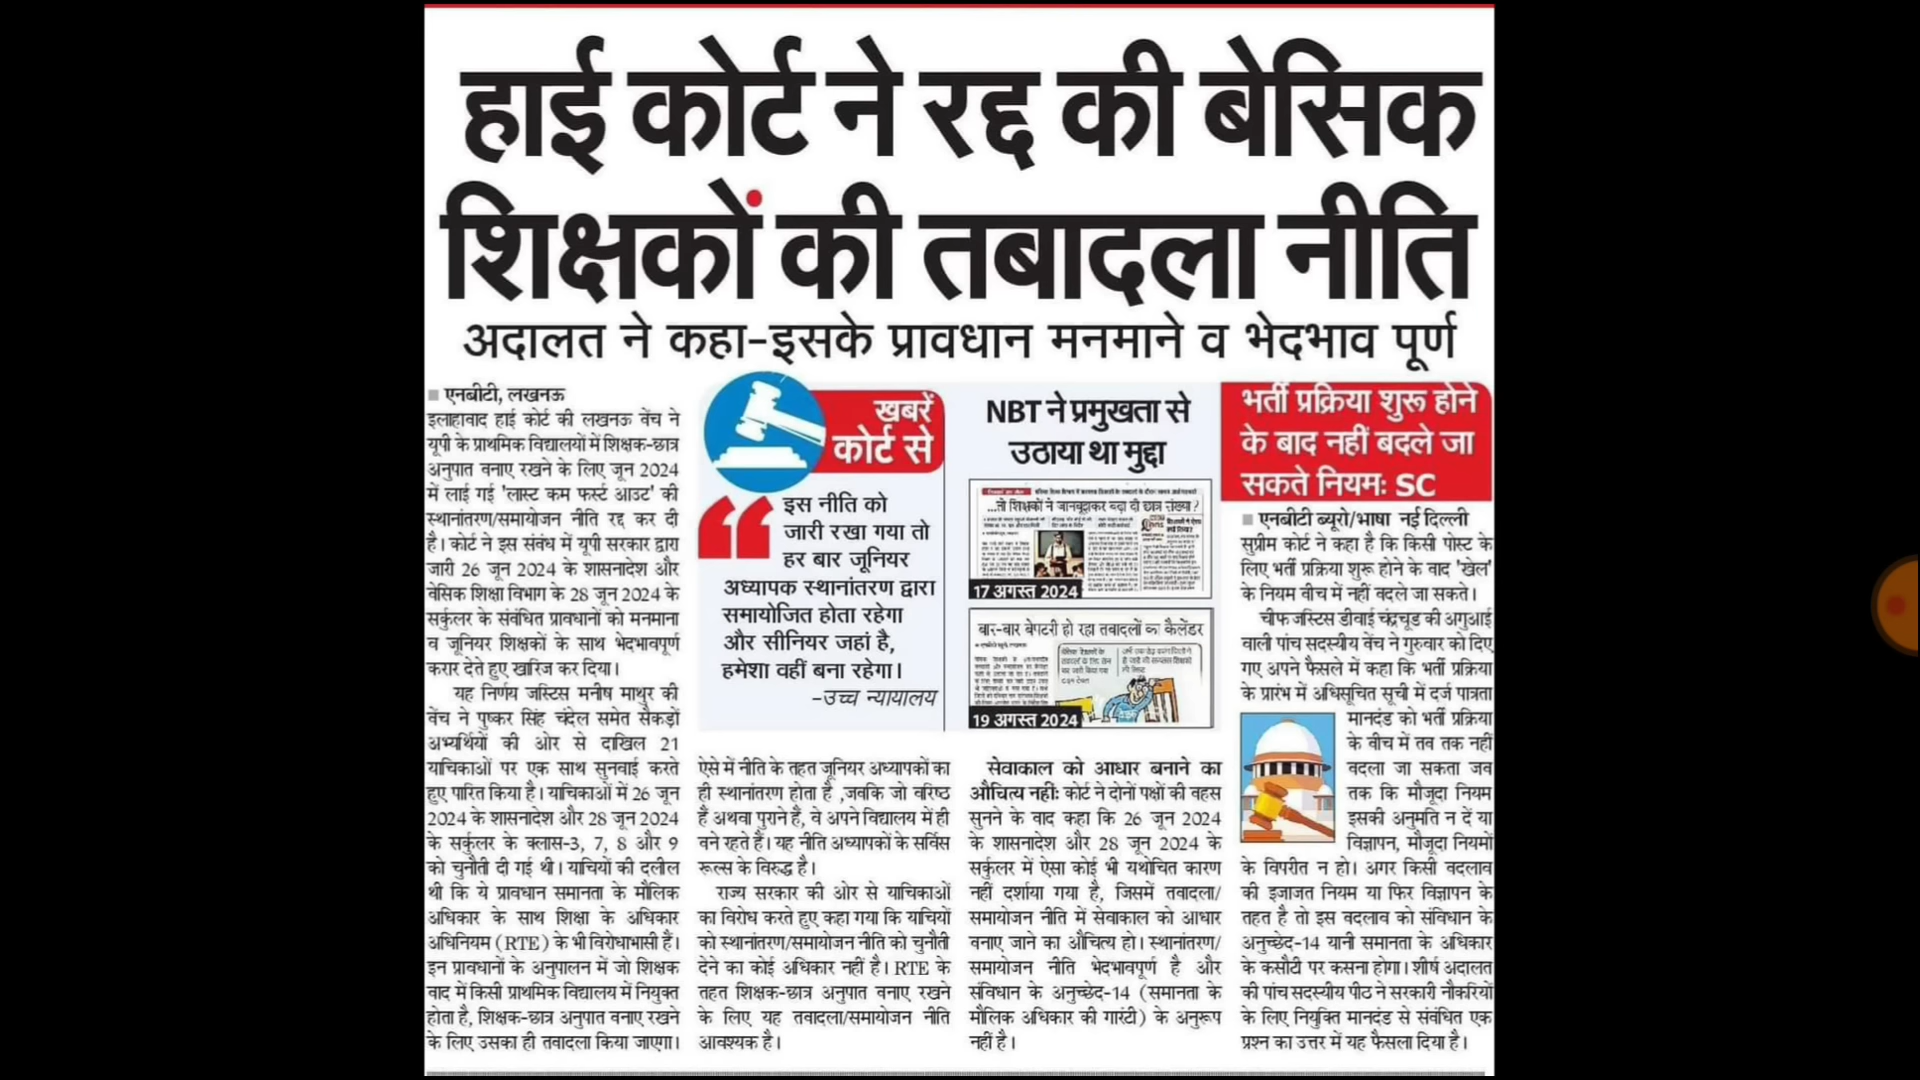 हाई कोर्ट ने रद्द की बेसिक
शिक्षकों की तबादला नीति
अदालत ने कहा-इसके प्रावधान मनमाने व भेदभाव पूर्ण
■ एनबीटी, लखनऊ
इलाहाबाद हाई कोर्ट की लखनऊ बेंच ने
यूपी के प्राथमिक विद्यालयों में शिक्षक-छात्र
अनुपात बनाए रखने के लिए जून 2024
में लाई गई 'लास्ट कम फर्स्ट आउट' की
स्थानांतरण/समायोजन नीति रद्द कर दी
है। कोर्ट ने इस संबंध में यूपी सरकार द्वारा
जारी 26 जून 2024 के शासनादेश और
बेसिक शिक्षा विभाग के 28 जून 2024 के
सर्कुलर के संबंधित प्रावधानों को मनमाना
व जूनियर शिक्षकों के साथ भेदभावपूर्ण
करार देते हुए खारिज कर दिया।
यह निर्णय जस्टिस मनीष माथुर की
बेंच ने पुष्कर सिंह चंदेल समेत सैकड़ों
अभ्यर्थियों की ओर से दाखिल 21
याचिकाओं पर एक साथ सुनवाई करते
हुए पारित किया है। याचिकाओं में 26 जून
2024 के शासनादेश और 28 जून 2024
के सर्कुलर के क्लास-3, 7, 8 और 9
को चुनौती दी गई थी। याचियों की दलील
थी कि ये प्रावधान समानता के मौलिक
अधिकार के साथ शिक्षा के अधिकार
अधिनियम (RTE) के भी विरोधाभासी हैं।
इन प्रावधानों के अनुपालन में जो शिक्षक
बाद में किसी प्राथमिक विद्यालय में नियुक्त
होता है, शिक्षक-छात्र अनुपात बनाए रखने
के लिए उसका ही तबादला किया जाएगा।
खबरें
कोर्ट से
इस नीति को
जारी रखा गया तो
हर बार जूनियर
अध्यापक स्थानांतरण द्वारा
समायोजित होता रहेगा
और सीनियर जहां है,
हमेशा वहीं बना रहेगा।
-उच्च न्यायालय
ऐसे में नीति के तहत जूनियर अध्यापकों का
ही स्थानांतरण होता है ,जबकि जो वरिष्ठ
हैं अथवा पुराने है, वे अपने विद्यालय में ही
बने रहते हैं। यह नीति अध्यापकों के सर्विस
रूल्स के विरुद्ध है।
राज्य सरकार की ओर से याचिकाओं
का विरोध करते हुए कहा गया कि याचियों
को स्थानांतरण/समायोजन नीति को चुनौती
देने का कोई अधिकार नहीं है। RTE के
तहत शिक्षक-छात्र अनुपात बनाए रखने
के लिए यह तबादला/समायोजन नीति
आवश्यक है।
NBT ने प्रमुखता से
उठाया था मुद्दा
...तो शिक्षकों ने जानबूझकर बढ़ा दी छात्र संख्या ?
17 अगस्त 2024
बार-बार बेपटरी हो रहा तबादलों का कैलेंडर
19 अगस्त 2024
सेवाकाल को आधार बनाने का
औचित्य नहीं: कोर्ट ने दोनों पक्षों की बहस
सुनने के बाद कहा कि 26 जून 2024
के शासनादेश और 28 जून 2024 के
सर्कुलर में ऐसा कोई भी यथोचित कारण
नहीं दर्शाया गया है, जिसमें तबादला/
समायोजन नीति में सेवाकाल को आधार
बनाए जाने का औचित्य हो। स्थानांतरण/
समायोजन नीति भेदभावपूर्ण है और
संविधान के अनुच्छेद-14 (समानता के
मौलिक अधिकार की गारंटी) के अनुरूप
नहीं है।
भर्ती प्रक्रिया शुरू होने
के बाद नहीं बदले जा
सकते नियम: SC
■ एनबीटी ब्यूरो/भाषा नई दिल्ली
सुप्रीम कोर्ट ने कहा है कि किसी पोस्ट के
लिए भर्ती प्रक्रिया शुरू होने के बाद 'खेल'
के नियम बीच में नहीं बदले जा सकते।
चीफ जस्टिस डीवाई चंद्रचूड की अगुआई
वाली पांच सदस्यीय बेंच ने गुरुवार को दिए
गए अपने फैसले में कहा कि भर्ती प्रक्रिया
के प्रारंभ में अधिसूचित सूची में दर्ज पात्रता
मानदंड को भर्ती प्रक्रिया
के बीच में तब तक नहीं
बदला जा सकता जब
तक कि मौजूदा नियम
इसकी अनुमति न दें या
विज्ञापन, मौजूदा नियमों
के विपरीत न हो। अगर किसी बदलाव
की इजाजत नियम या फिर विज्ञापन के
तहत है तो इस बदलाव को संविधान के
अनुच्छेद-14 यानी समानता के अधिकार
के कसौटी पर कसना होगा। शीर्ष अदालत
की पांच सदस्यीय पीठ ने सरकारी नौकरियों
के लिए नियुक्ति मानदंड से संबंधित एक
प्रश्न का उत्तर में यह फैसला दिया है।